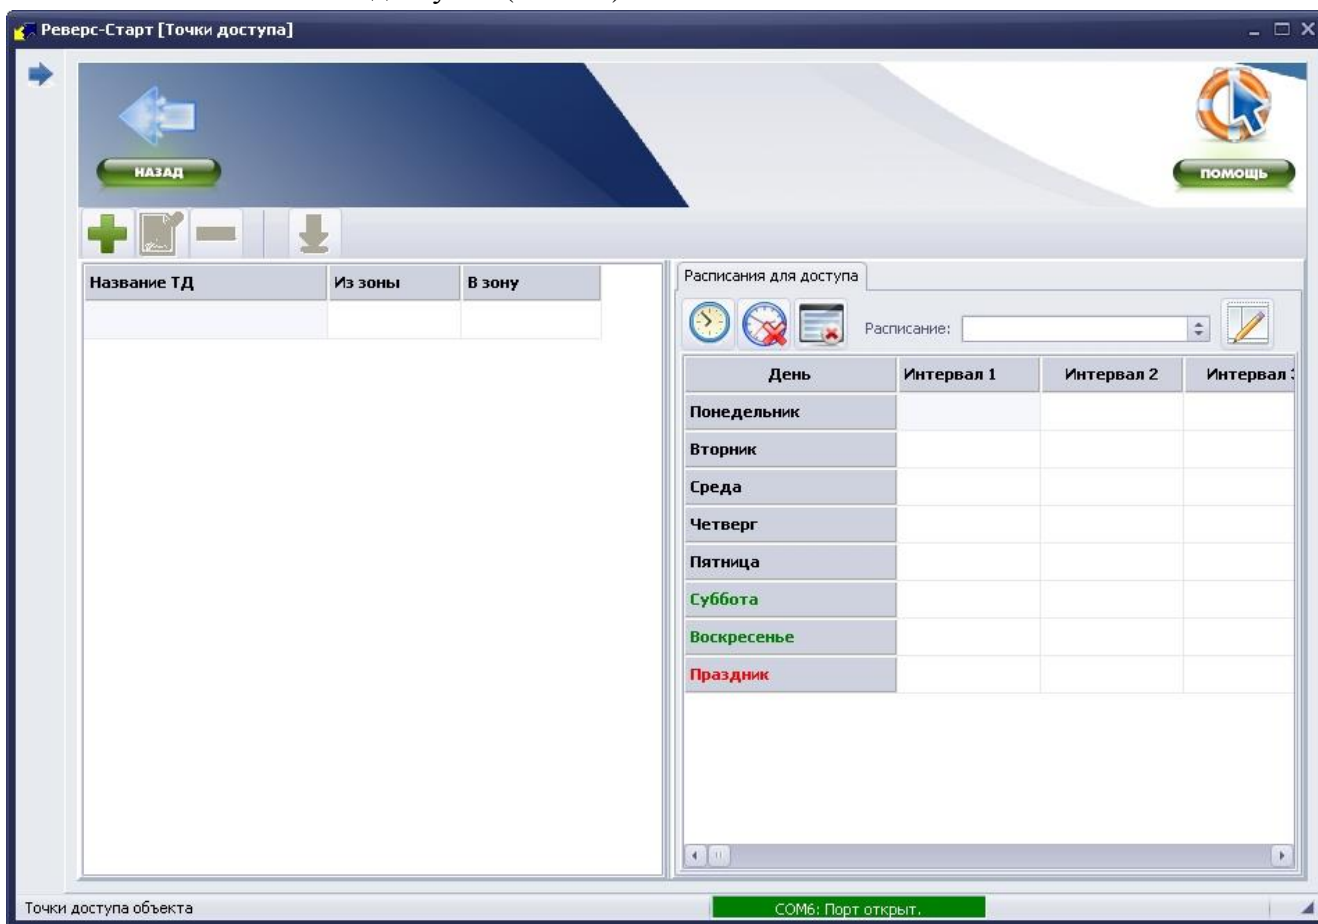 Реверс-Старт [Точки доступа]
НАЗАД
ПОМОЩЬ
Название ТД Из зоны В зону
Расписания для доступа
Расписание:
День Интервал 1 Интервал 2 Интервал
Понедельник
Вторник
Среда
Четверг
Пятница
Суббота
Воскресенье
Праздник
Точки доступа объекта COM6: Порт открыт.